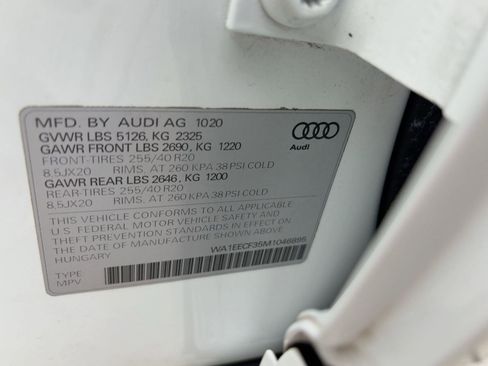 MFD. BY AUDI AG 1020
GVWR LBS 5126, KG 2325
GAWR FRONT LBS 2690, KG 1220
FRONT-TIRES 255/40 R20
8.5JX20 RIMS, AT 260 KPA 38 PSI COLD
GAWR REAR LBS 2646, KG 1200
REAR-TIRES 255/40 R20
8.5JX20 RIMS, AT 260 KPA 38 PSI COLD
Audi
THIS VEHICLE CONFORMS TO ALL APPLICABLE
U.S FEDERAL MOTOR VEHICLE SAFETY
STANDARDS IN EFFECT ON THE
DATE OF MANUFACTURE SHOWN ABOVE
HUNGARY
WA1EECF35M1046895
TYPE
MPV